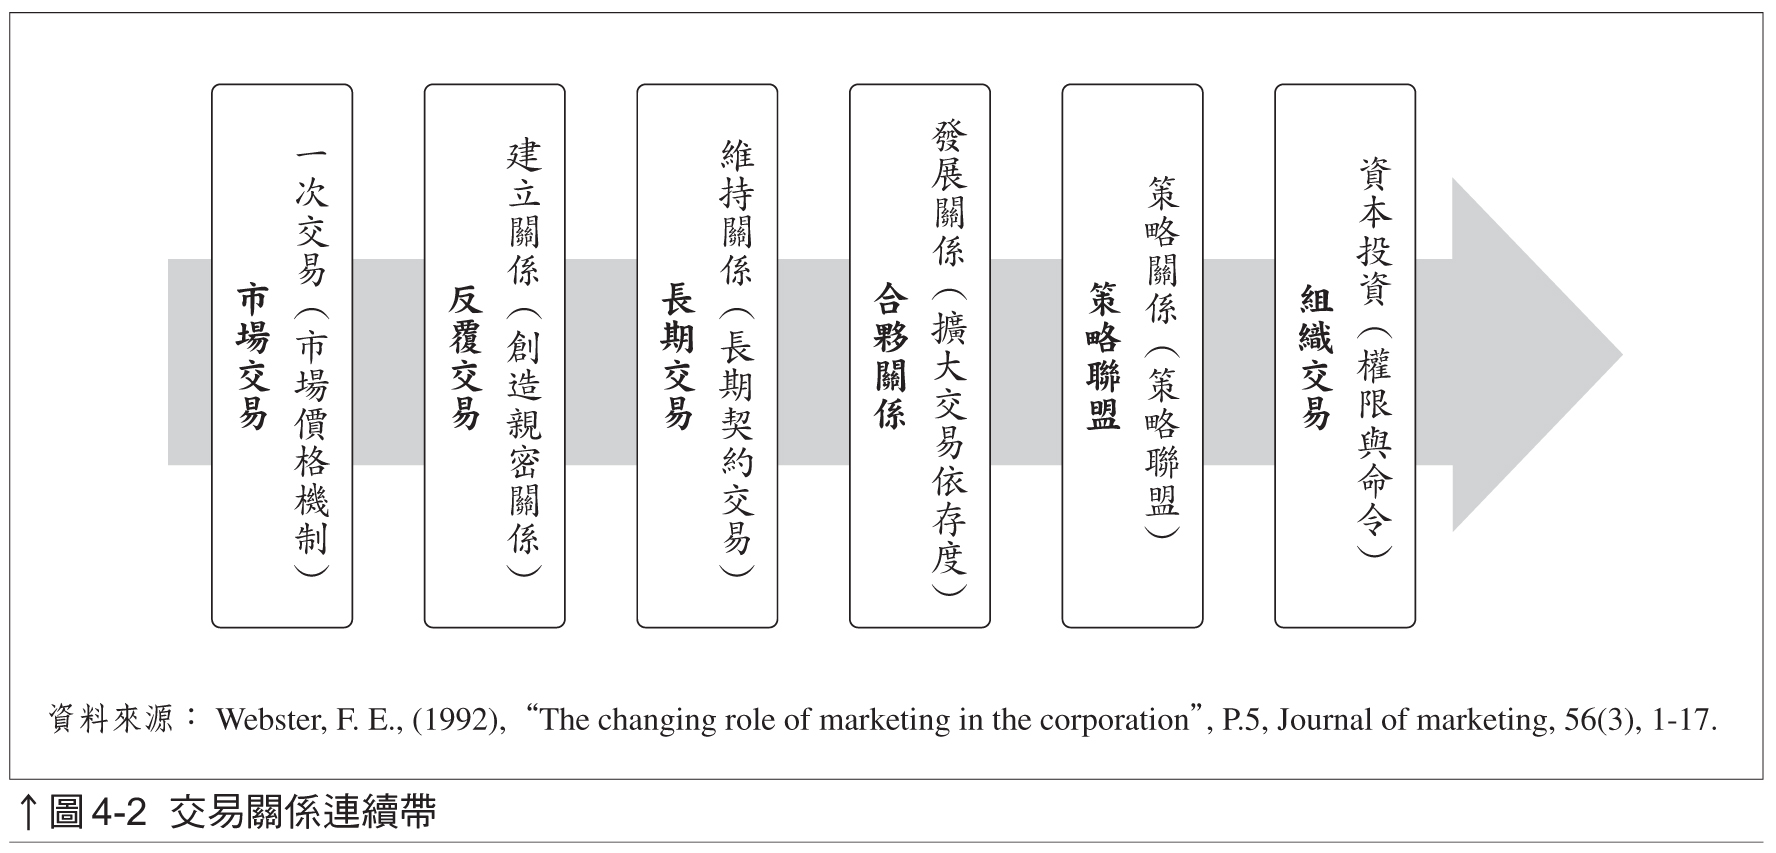 市場交易
一次交易（市場價格機制）
反覆交易
建立關係（創造親密關係）
長期交易
維持關係（長期契約交易）
合夥關係
發展關係（擴大交易依存度）
策略聯盟
策略關係（策略聯盟）
組織交易
資本投資（權限與命令）
資料來源： Webster, F. E., (1992), “The changing role of marketing in the corporation”, P.5, Journal of marketing, 56(3), 1-17.
↑圖4-2 交易關係連續帶